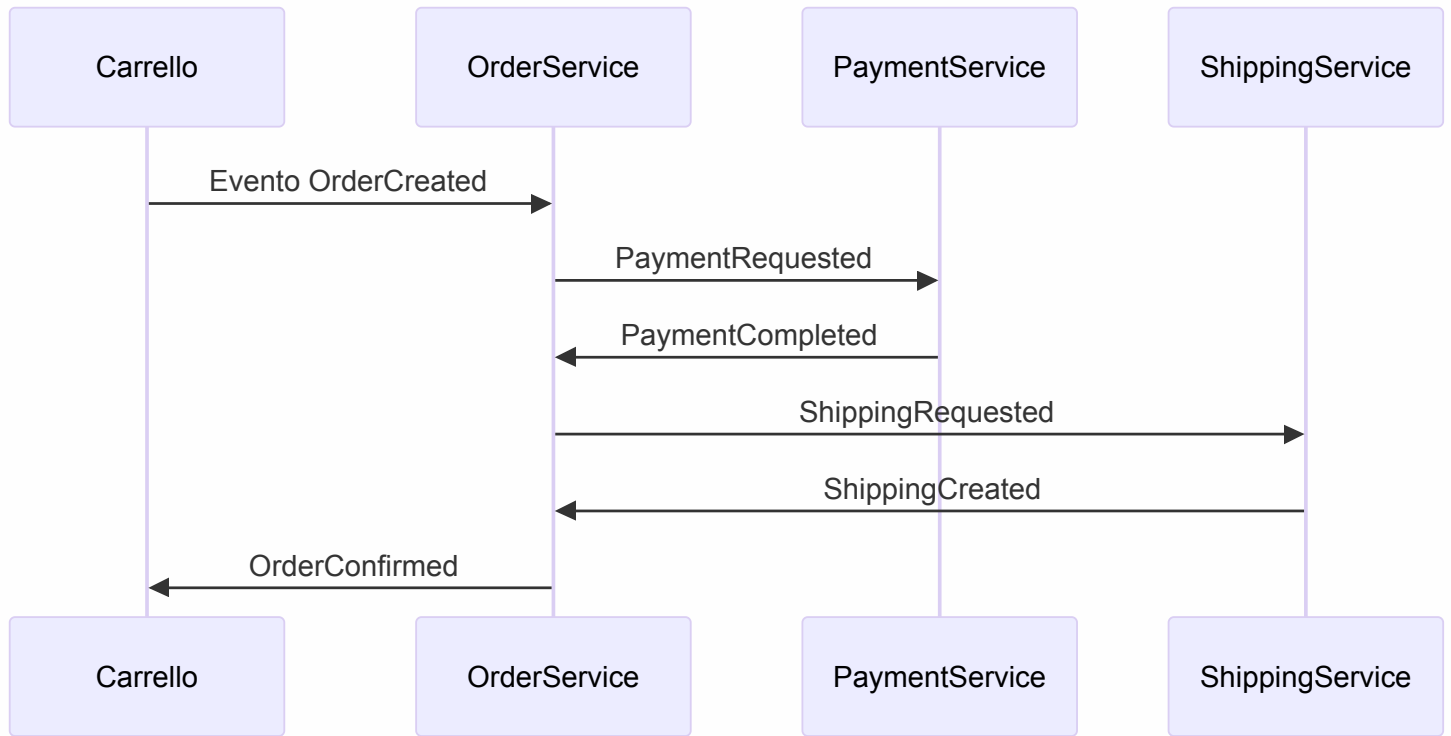 Carrello
OrderService
PaymentService
ShippingService
Evento OrderCreated
PaymentRequested
PaymentCompleted
ShippingRequested
ShippingCreated
OrderConfirmed
Carrello
OrderService
PaymentService
ShippingService